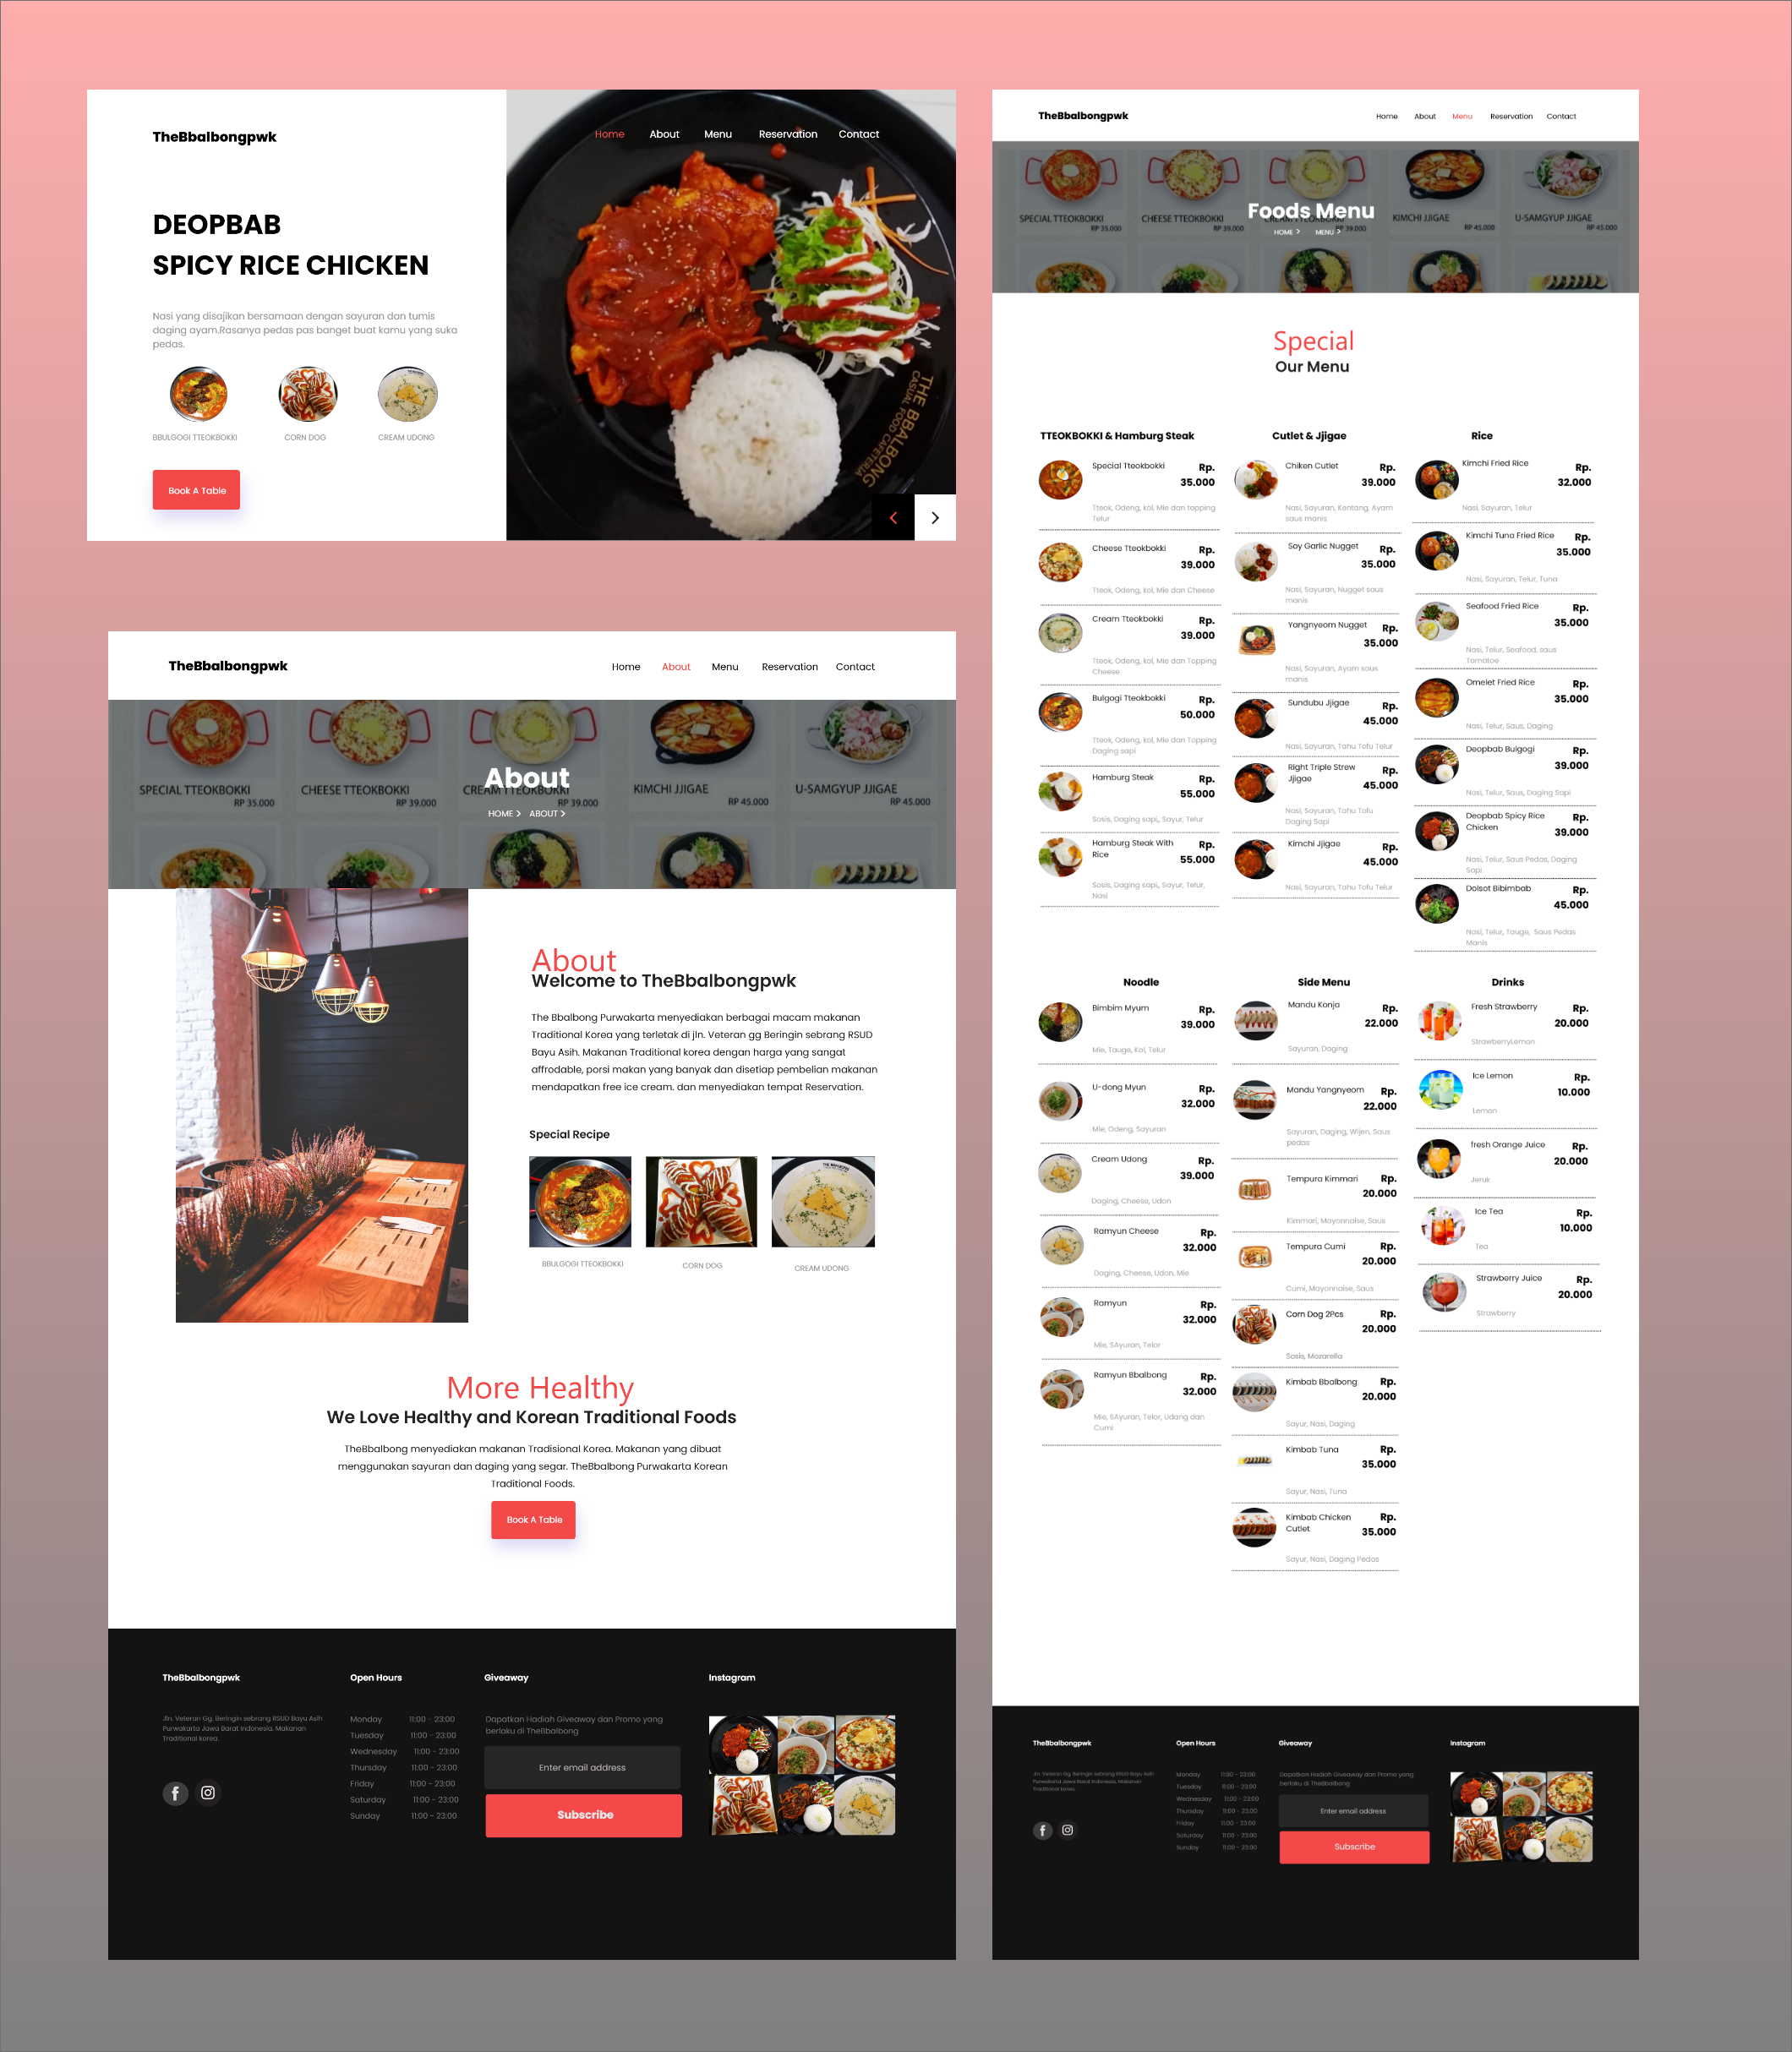 TheBbalbongpwk
Home About Menu Reservation Contact
DEOPBAB
SPICY RICE CHICKEN
Nasi yang disajikan bersamaan dengan sayuran dan tumis
daging ayam.Rasanya pedas pas banget buat kamu yang suka
pedas.
BBULGOGI TTEOKBOKKI CORN DOG CREAM UDONG
Book A Table
THE BBALBONG
CASUAL FOOD CAFETERIA
TheBbalbongpwk
Home About Menu Reservation Contact
SPECIAL TTEOKBOKKI CHEESE TTEOKBOKKI CREAM TTEOKBOKKI KIMCHI JJIGAE U-SAMGYUP JJIGAE
RP 35.000 RP 39.000 RP 39.000 RP 45.000 RP 45.000
About
HOME > ABOUT >
About
Welcome to TheBbalbongpwk
The Bbalbong Purwakarta menyediakan berbagai macam makanan
Traditional Korea yang terletak di jln. Veteran gg Beringin sebrang RSUD
Bayu Asih. Makanan Traditional korea dengan harga yang sangat
affrodable, porsi makan yang banyak dan disetiap pembelian makanan
mendapatkan free ice cream. dan menyediakan tempat Reservation.
Special Recipe
BBULGOGI TTEOKBOKKI CORN DOG CREAM UDONG
More Healthy
We Love Healthy and Korean Traditional Foods
TheBbalbong menyediakan makanan Tradisional Korea. Makanan yang dibuat
menggunakan sayuran dan daging yang segar. TheBbalbong Purwakarta Korean
Traditional Foods.
Book A Table
TheBbalbongpwk
Jln. Veteran Gg. Beringin sebrang RSUD Bayu Asih
Purwakarta Jawa Barat Indonesia. Makanan
Traditional korea.
Open Hours
Monday 11:00 - 23:00
Tuesday 11:00 - 23:00
Wednesday 11:00 - 23:00
Thursday 11:00 - 23:00
Friday 11:00 - 23:00
Saturday 11:00 - 23:00
Sunday 11:00 - 23:00
Giveaway
Dapatkan Hadiah Giveaway dan Promo yang
berlaku di TheBbalbong
Enter email address
Subscribe
Instagram
TheBbalbongpwk
Home About Menu Reservation Contact
SPECIAL TTEOKBOKKI CHEESE TTEOKBOKKI CREAM TTEOKBOKKI KIMCHI JJIGAE U-SAMGYUP JJIGAE
RP 35.000 RP 39.000 RP 39.000 RP 45.000 RP 45.000
Foods Menu
HOME > MENU >
Special
Our Menu
TTEOKBOKKI & Hamburg Steak
Special Tteokbokki Rp.
35.000
Tteok, Odeng, kol, Mie dan topping
Telur
Cheese Tteokbokki Rp.
39.000
Tteok, Odeng, kol, Mie dan Cheese
Cream Tteokbokki Rp.
39.000
Tteok, Odeng, kol, Mie dan Topping
Cheese
Bulgogi Tteokbokki Rp.
50.000
Tteok, Odeng, kol, Mie dan Topping
Daging sapi
Hamburg Steak Rp.
55.000
Sosis, Daging sapi,, Sayur, Telur
Hamburg Steak With Rp.
Rice 55.000
Sosis, Daging sapi,, Sayur, Telur,
Nasi
Cutlet & Jjigae
Chiken Cutlet Rp.
39.000
Nasi, Sayuran, Kentang, Ayam
saus manis
Soy Garlic Nugget Rp.
35.000
Nasi, Sayuran, Nugget saus
manis
Yangnyeom Nugget Rp.
35.000
Nasi, Sayuran, Ayam saus
manis
Sundubu Jjigae Rp.
45.000
Nasi, Sayuran, Tahu Tofu Telur
Right Triple Strew Rp.
Jjigae 45.000
Nasi, Sayuran, Tahu Tofu
Daging Sapi
Kimchi Jjigae Rp.
45.000
Nasi, Sayuran, Tahu Tofu Telur
Rice
Kimchi Fried Rice Rp.
32.000
Nasi, Sayuran, Telur
Kimchi Tuna Fried Rice Rp.
35.000
Nasi, Sayuran, Telur, Tuna
Seafood Fried Rice Rp.
35.000
Nasi, Telur, Seafood, saus
Tomatoe
Omelet Fried Rice Rp.
35.000
Nasi, Telur, Saus, Daging
Deopbab Bulgogi Rp.
39.000
Nasi, Telur, Saus, Daging Sapi
Deopbab Spicy Rice Rp.
Chicken 39.000
Nasi, Telur, Saus Pedas, Daging
Sapi
Dolsot Bibimbab Rp.
45.000
Nasi, Telur, Tauge, Saus Pedas
Manis
Noodle
Bimbim Myum Rp.
39.000
Mie, Tauge, Kol, Telur
U-dong Myun Rp.
32.000
Mie, Odeng, Sayuran
Cream Udong Rp.
39.000
Daging, Cheese, Udon
Ramyun Cheese Rp.
32.000
Daging, Cheese, Udon, Mie
Ramyun Rp.
32.000
Mie, SAyuran, Telor
Ramyun Bbalbong Rp.
32.000
Mie, SAyuran, Telor, Udang dan
Cumi
Side Menu
Mandu Konja Rp.
22.000
Sayuran, Daging
Mandu Yangnyeom Rp.
22.000
Sayuran, Daging, Wijen, Saus
pedas
Tempura Kimmari Rp.
20.000
Kimmari, Mayonnaise, Saus
Tempura Cumi Rp.
20.000
Cumi, Mayonnaise, Saus
Corn Dog 2Pcs Rp.
20.000
Sosis, Mozarella
Kimbab Bbalbong Rp.
20.000
Sayur, Nasi, Daging
Kimbab Tuna Rp.
35.000
Sayur, Nasi, Tuna
Kimbab Chicken Rp.
Cutlet 35.000
Sayur, Nasi, Daging Pedas
Drinks
Fresh Strawberry Rp.
20.000
StrawberryLemon
Ice Lemon Rp.
10.000
Lemon
fresh Orange Juice Rp.
20.000
Jeruk
Ice Tea Rp.
10.000
Tea
Strawberry Juice Rp.
20.000
Strawberry
TheBbalbongpwk
Jln. Veteran Gg. Beringin sebrang RSUD Bayu Asih
Purwakarta Jawa Barat Indonesia. Makanan
Traditional korea.
Open Hours
Monday 11:00 - 23:00
Tuesday 11:00 - 23:00
Wednesday 11:00 - 23:00
Thursday 11:00 - 23:00
Friday 11:00 - 23:00
Saturday 11:00 - 23:00
Sunday 11:00 - 23:00
Giveaway
Dapatkan Hadiah Giveaway dan Promo yang
berlaku di TheBbalbong
Enter email address
Subscribe
Instagram